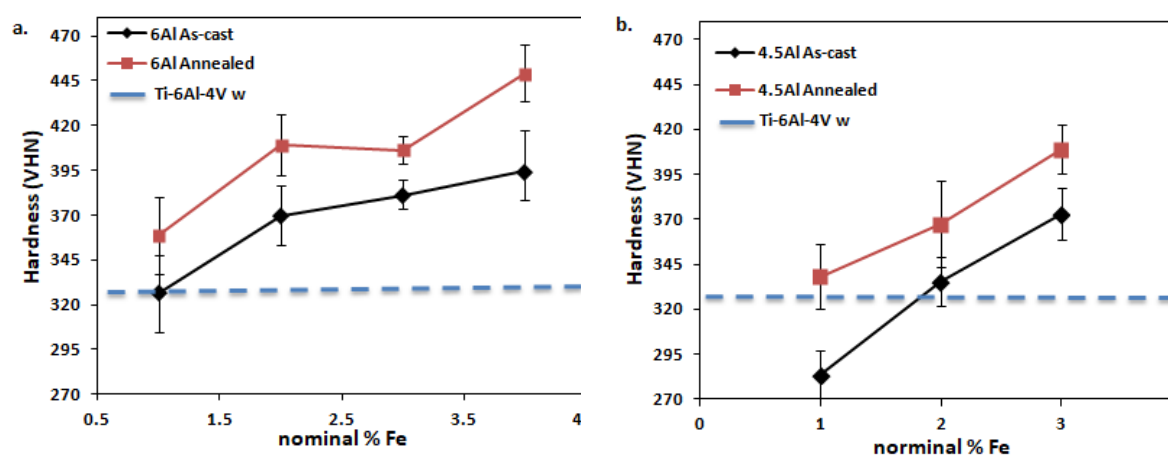 a.
6Al As-cast
6Al Annealed
Ti-6Al-4V w
Hardness (VHN)
470
445
420
395
370
345
320
295
270
0.5
1.5
2.5
3.5
4
nominal % Fe
b.
4.5Al As-cast
4.5Al Annealed
Ti-6Al-4V w
Hardness (VHN)
470
445
420
395
370
345
320
295
270
0
1
2
3
norminal % Fe